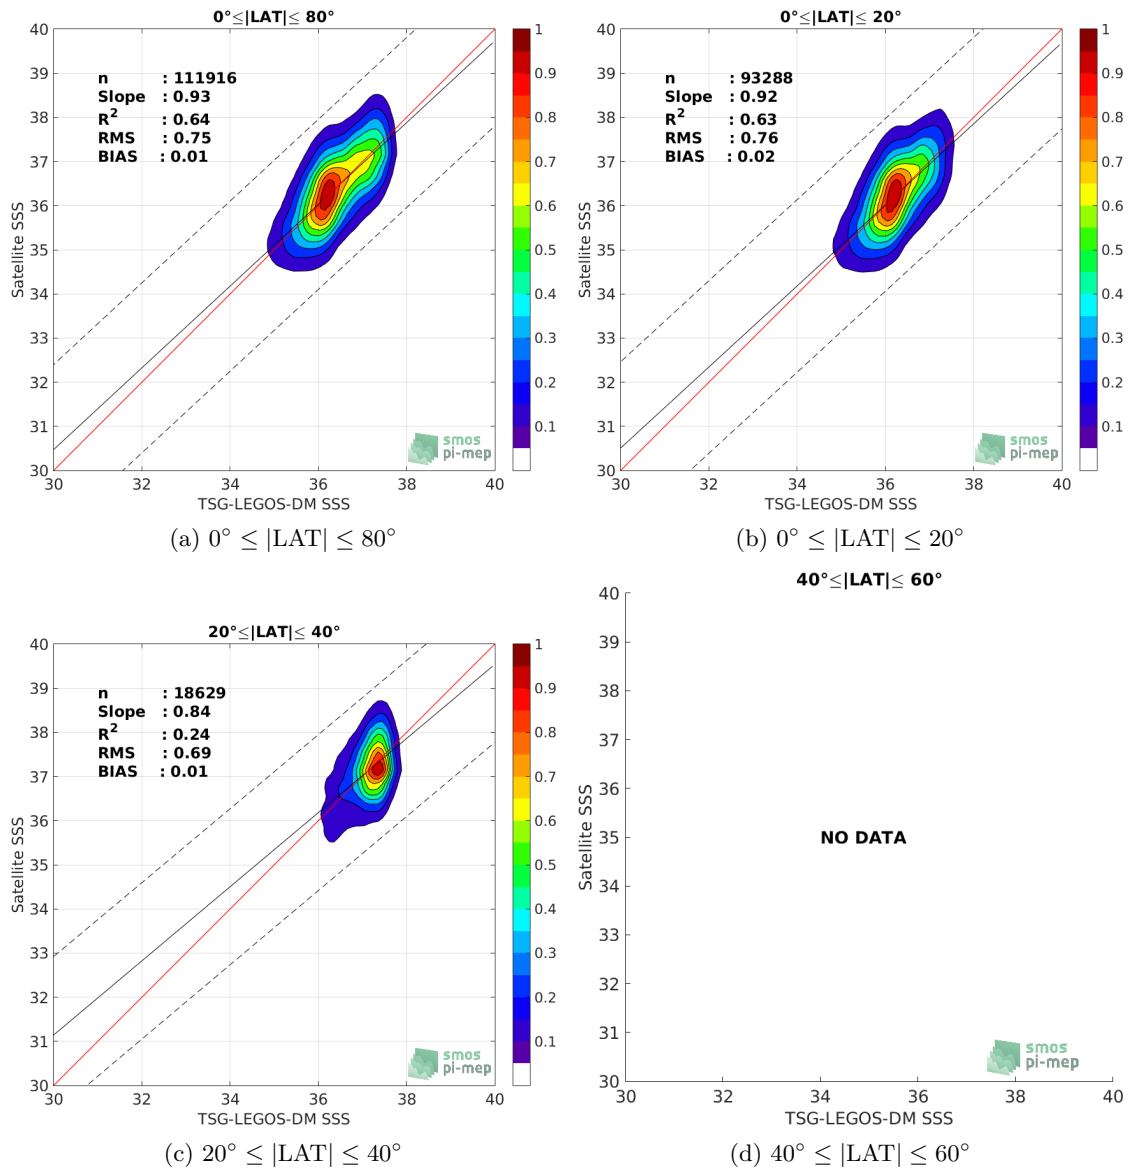 0°≤|LAT|≤ 80°
40
39
38
37
36
35
34
33
32
31
30
Satellite SSS
n : 111916
Slope : 0.93
R² : 0.64
RMS : 0.75
BIAS : 0.01
smos
pi-mep
30 32 34 36 38 40
TSG-LEGOS-DM SSS
1
0.9
0.8
0.7
0.6
0.5
0.4
0.3
0.2
0.1
(a) 0° ≤ |LAT| ≤ 80°
0°≤|LAT|≤ 20°
40
39
38
37
36
35
34
33
32
31
30
Satellite SSS
n : 93288
Slope : 0.92
R² : 0.63
RMS : 0.76
BIAS : 0.02
smos
pi-mep
30 32 34 36 38 40
TSG-LEGOS-DM SSS
1
0.9
0.8
0.7
0.6
0.5
0.4
0.3
0.2
0.1
(b) 0° ≤ |LAT| ≤ 20°
20°≤|LAT|≤ 40°
40
39
38
37
36
35
34
33
32
31
30
Satellite SSS
n : 18629
Slope : 0.84
R² : 0.24
RMS : 0.69
BIAS : 0.01
smos
pi-mep
30 32 34 36 38 40
TSG-LEGOS-DM SSS
1
0.9
0.8
0.7
0.6
0.5
0.4
0.3
0.2
0.1
(c) 20° ≤ |LAT| ≤ 40°
40°≤|LAT|≤ 60°
40
39
38
37
36
35
34
33
32
31
30
Satellite SSS
NO DATA
smos
pi-mep
30 32 34 36 38 40
TSG-LEGOS-DM SSS
(d) 40° ≤ |LAT| ≤ 60°